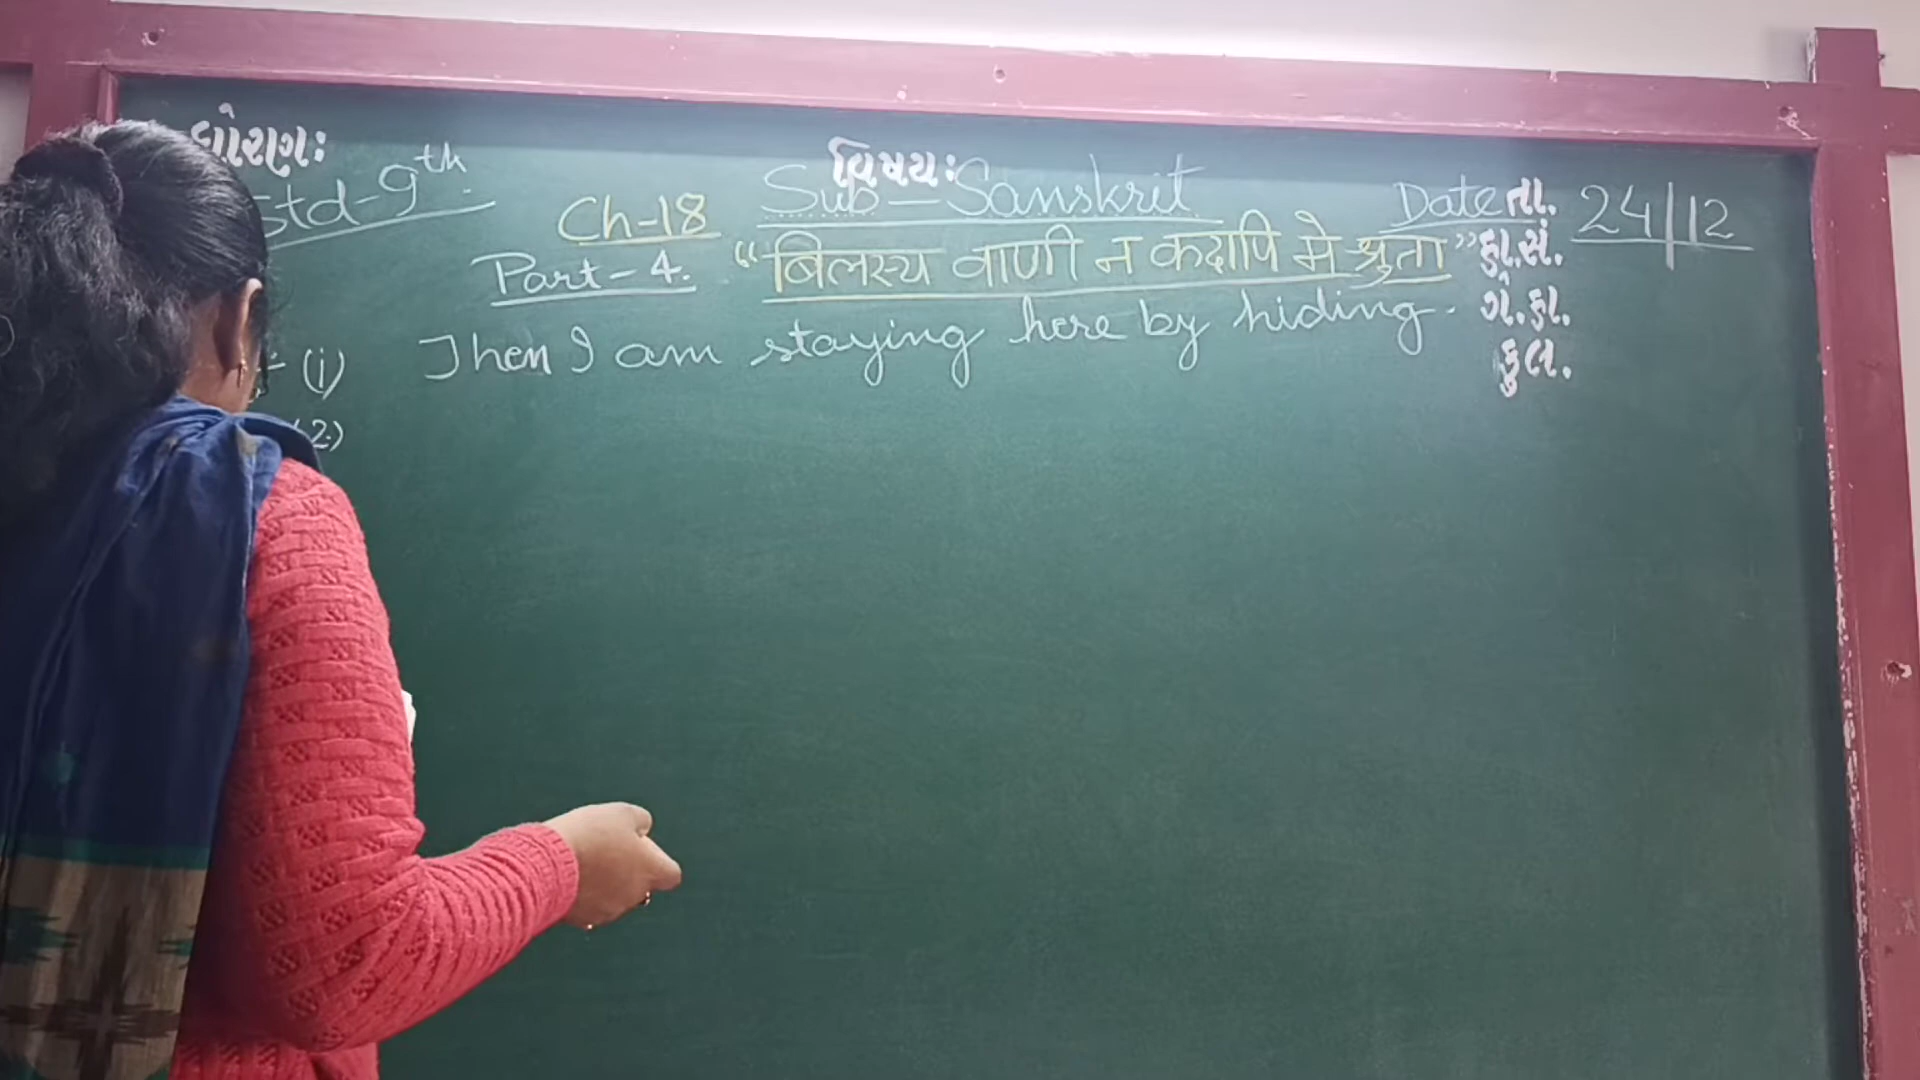 ધોરણઃ વિષયઃ તા.
Std-9th Sub-Sanskrit Date 24/12
Ch-18
Part-4. "बिलस्य वाणी न कदापि मे श्रुता" હા.સં.
ગે.હા.
(i) Then I am staying here by hiding. કુલ.
(2)